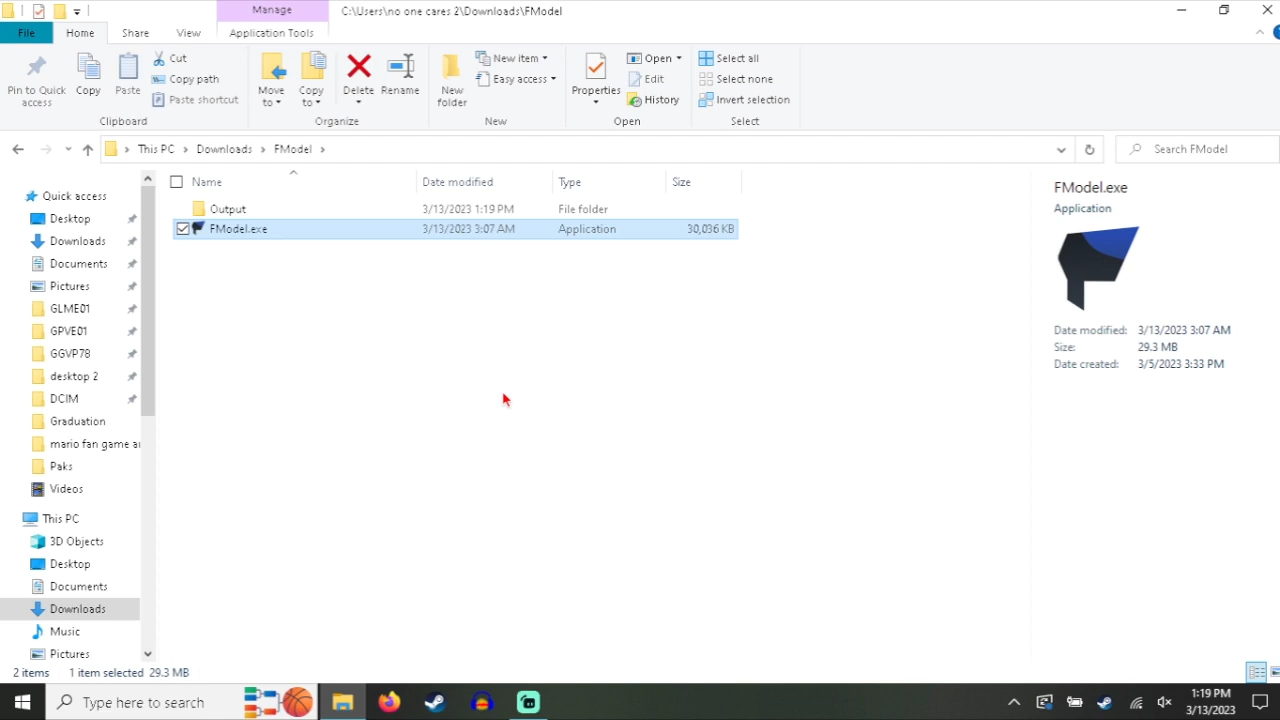 Manage
C:\Users\no one cares 2\Downloads\FModel
File
Home
Share
View
Application Tools
Pin to Quick access
Copy
Paste
Cut
Copy path
Paste shortcut
Clipboard
Move to
Copy to
Delete
Rename
Organize
New folder
New item
Easy access
New
Properties
Open
Edit
History
Open
Select all
Select none
Invert selection
Select
This PC > Downloads > FModel >
Search FModel
Name Date modified Type Size
Output 3/13/2023 1:19 PM File folder
FModel.exe 3/13/2023 3:07 AM Application 30,036 KB
Quick access
Desktop
Downloads
Documents
Pictures
GLME01
GPVE01
GGVP78
desktop 2
DCIM
Graduation
mario fan game a
Paks
Videos
This PC
3D Objects
Desktop
Documents
Downloads
Music
Pictures
FModel.exe
Application
Date modified: 3/13/2023 3:07 AM
Size: 29.3 MB
Date created: 3/5/2023 3:33 PM
2 items 1 item selected 29.3 MB
Type here to search
1:19 PM
3/13/2023